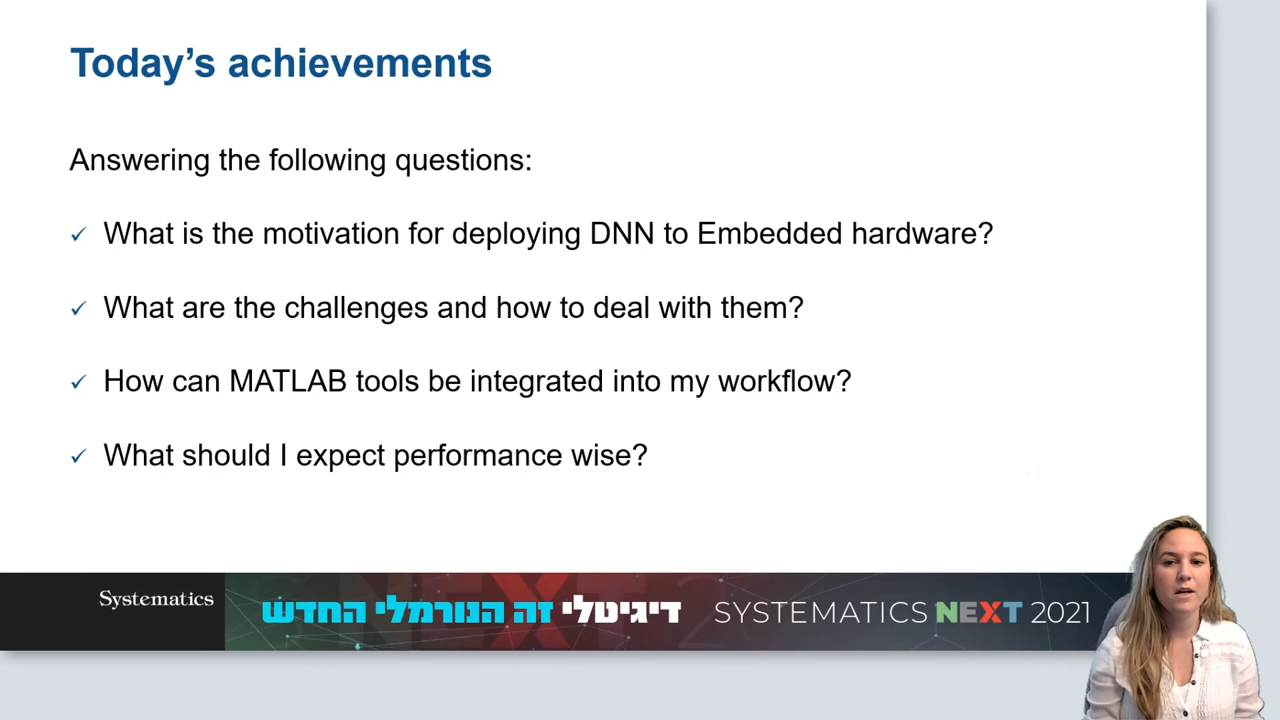 Today’s achievements
Answering the following questions:
✓ What is the motivation for deploying DNN to Embedded hardware?
✓ What are the challenges and how to deal with them?
✓ How can MATLAB tools be integrated into my workflow?
✓ What should I expect performance wise?
Systematics
דיגיטלי זה הנורמלי החדש
SYSTEMATICS NEXT 2021